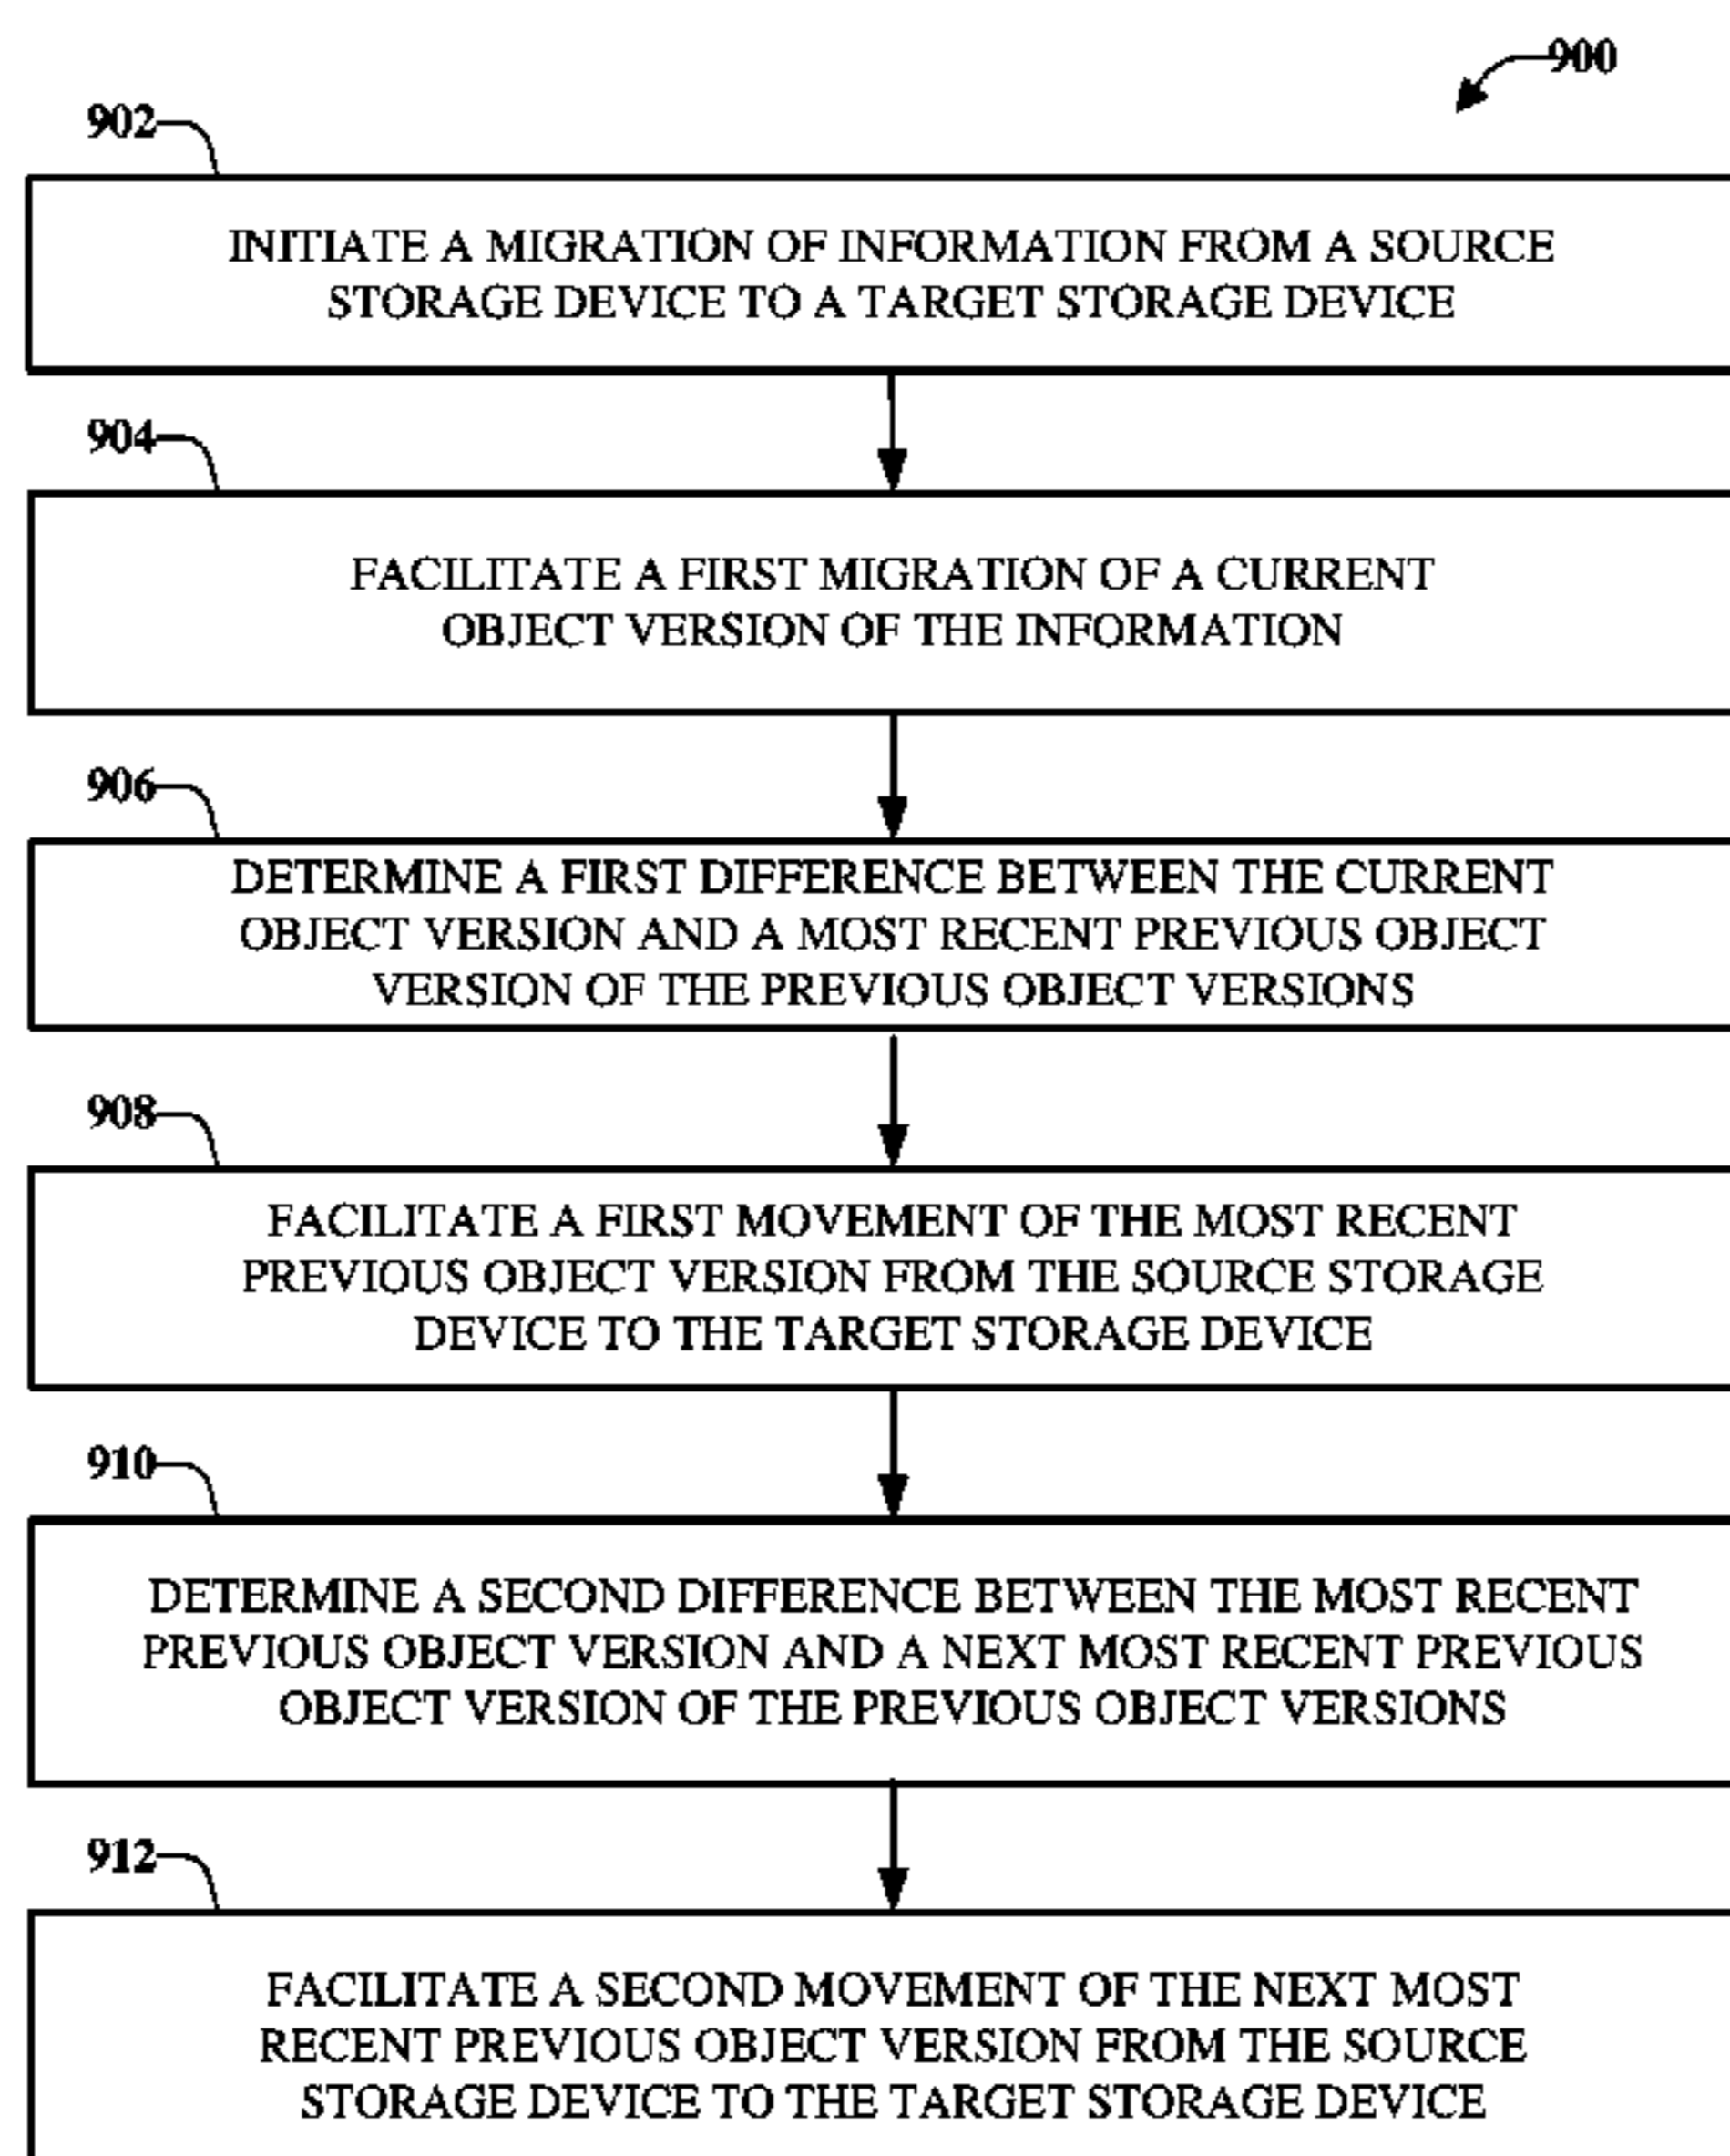 900
902
INITIATE A MIGRATION OF INFORMATION FROM A SOURCE
STORAGE DEVICE TO A TARGET STORAGE DEVICE
904
FACILITATE A FIRST MIGRATION OF A CURRENT
OBJECT VERSION OF THE INFORMATION
906
DETERMINE A FIRST DIFFERENCE BETWEEN THE CURRENT
OBJECT VERSION AND A MOST RECENT PREVIOUS OBJECT
VERSION OF THE PREVIOUS OBJECT VERSIONS
908
FACILITATE A FIRST MOVEMENT OF THE MOST RECENT
PREVIOUS OBJECT VERSION FROM THE SOURCE STORAGE
DEVICE TO THE TARGET STORAGE DEVICE
910
DETERMINE A SECOND DIFFERENCE BETWEEN THE MOST RECENT
PREVIOUS OBJECT VERSION AND A NEXT MOST RECENT PREVIOUS
OBJECT VERSION OF THE PREVIOUS OBJECT VERSIONS
912
FACILITATE A SECOND MOVEMENT OF THE NEXT MOST
RECENT PREVIOUS OBJECT VERSION FROM THE SOURCE
STORAGE DEVICE TO THE TARGET STORAGE DEVICE